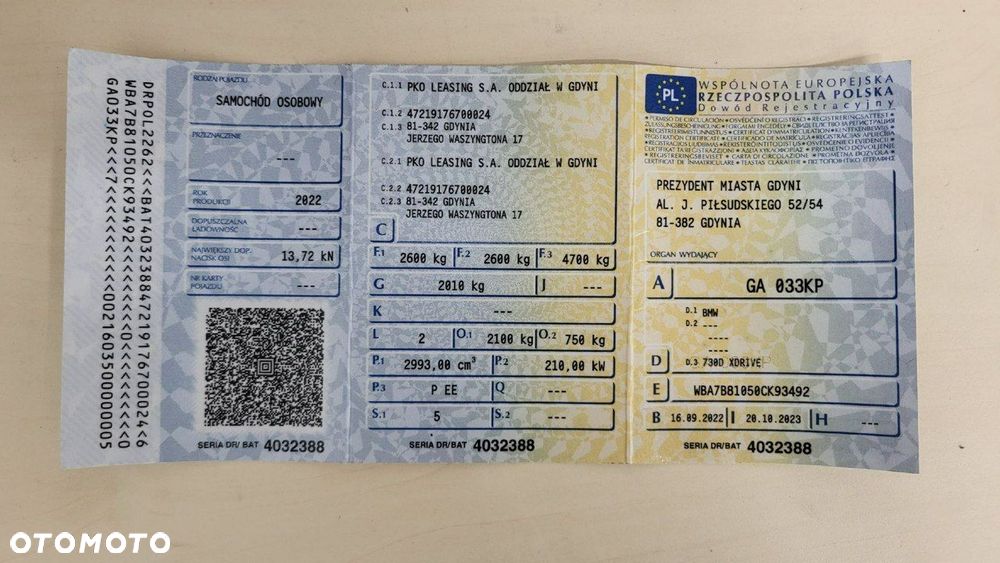 DRPOL2262<<BAT4032388472191767000024<6
WBA7B81050CK93492<<<<<<<0<<<<<<<<<<<O
GA033KP<<7<<<<<<<<<<<<0021603500000005
RODZAJ POJAZDU
SAMOCHÓD OSOBOWY
PRZEZNACZENIE
---
ROK PRODUKCJI
2022
DOPUSZCZALNA ŁADOWNOŚĆ
---
NAJWIĘKSZY DOP. NACISK OSI
13,72 kN
NR KARTY POJAZDU
---
SERIA DR/BAT 4032388
C.1.1 PKO LEASING S.A. ODDZIAŁ W GDYNI
C.1.2 47219176700024
C.1.3 81-342 GDYNIA
JERZEGO WASZYNGTONA 17
C.2.1 PKO LEASING S.A. ODDZIAŁ W GDYNI
C.2.2 47219176700024
C.2.3 81-342 GDYNIA
JERZEGO WASZYNGTONA 17
C
F.1 2600 kg F.2 2600 kg F.3 4700 kg
G 2010 kg J ---
K ---
L 2 O.1 2100 kg O.2 750 kg
P.1 2993,00 cm³ P.2 210,00 kW
P.3 P EE Q ---
S.1 5 S.2 ---
SERIA DR/BAT 4032388
PL
WSPÓLNOTA EUROPEJSKA
RZECZPOSPOLITA POLSKA
Dowód Rejestracyjny
PREZYDENT MIASTA GDYNI
AL. J. PIŁSUDSKIEGO 52/54
81-382 GDYNIA
ORGAN WYDAJĄCY
A GA 033KP
D.1 BMW
D.2 ---
----
----
D D.3 730D XDRIVE
E WBA7B81050CK93492
B 16.09.2022 I 20.10.2023 H ---
SERIA DR/BAT 4032388
OTOMOTO